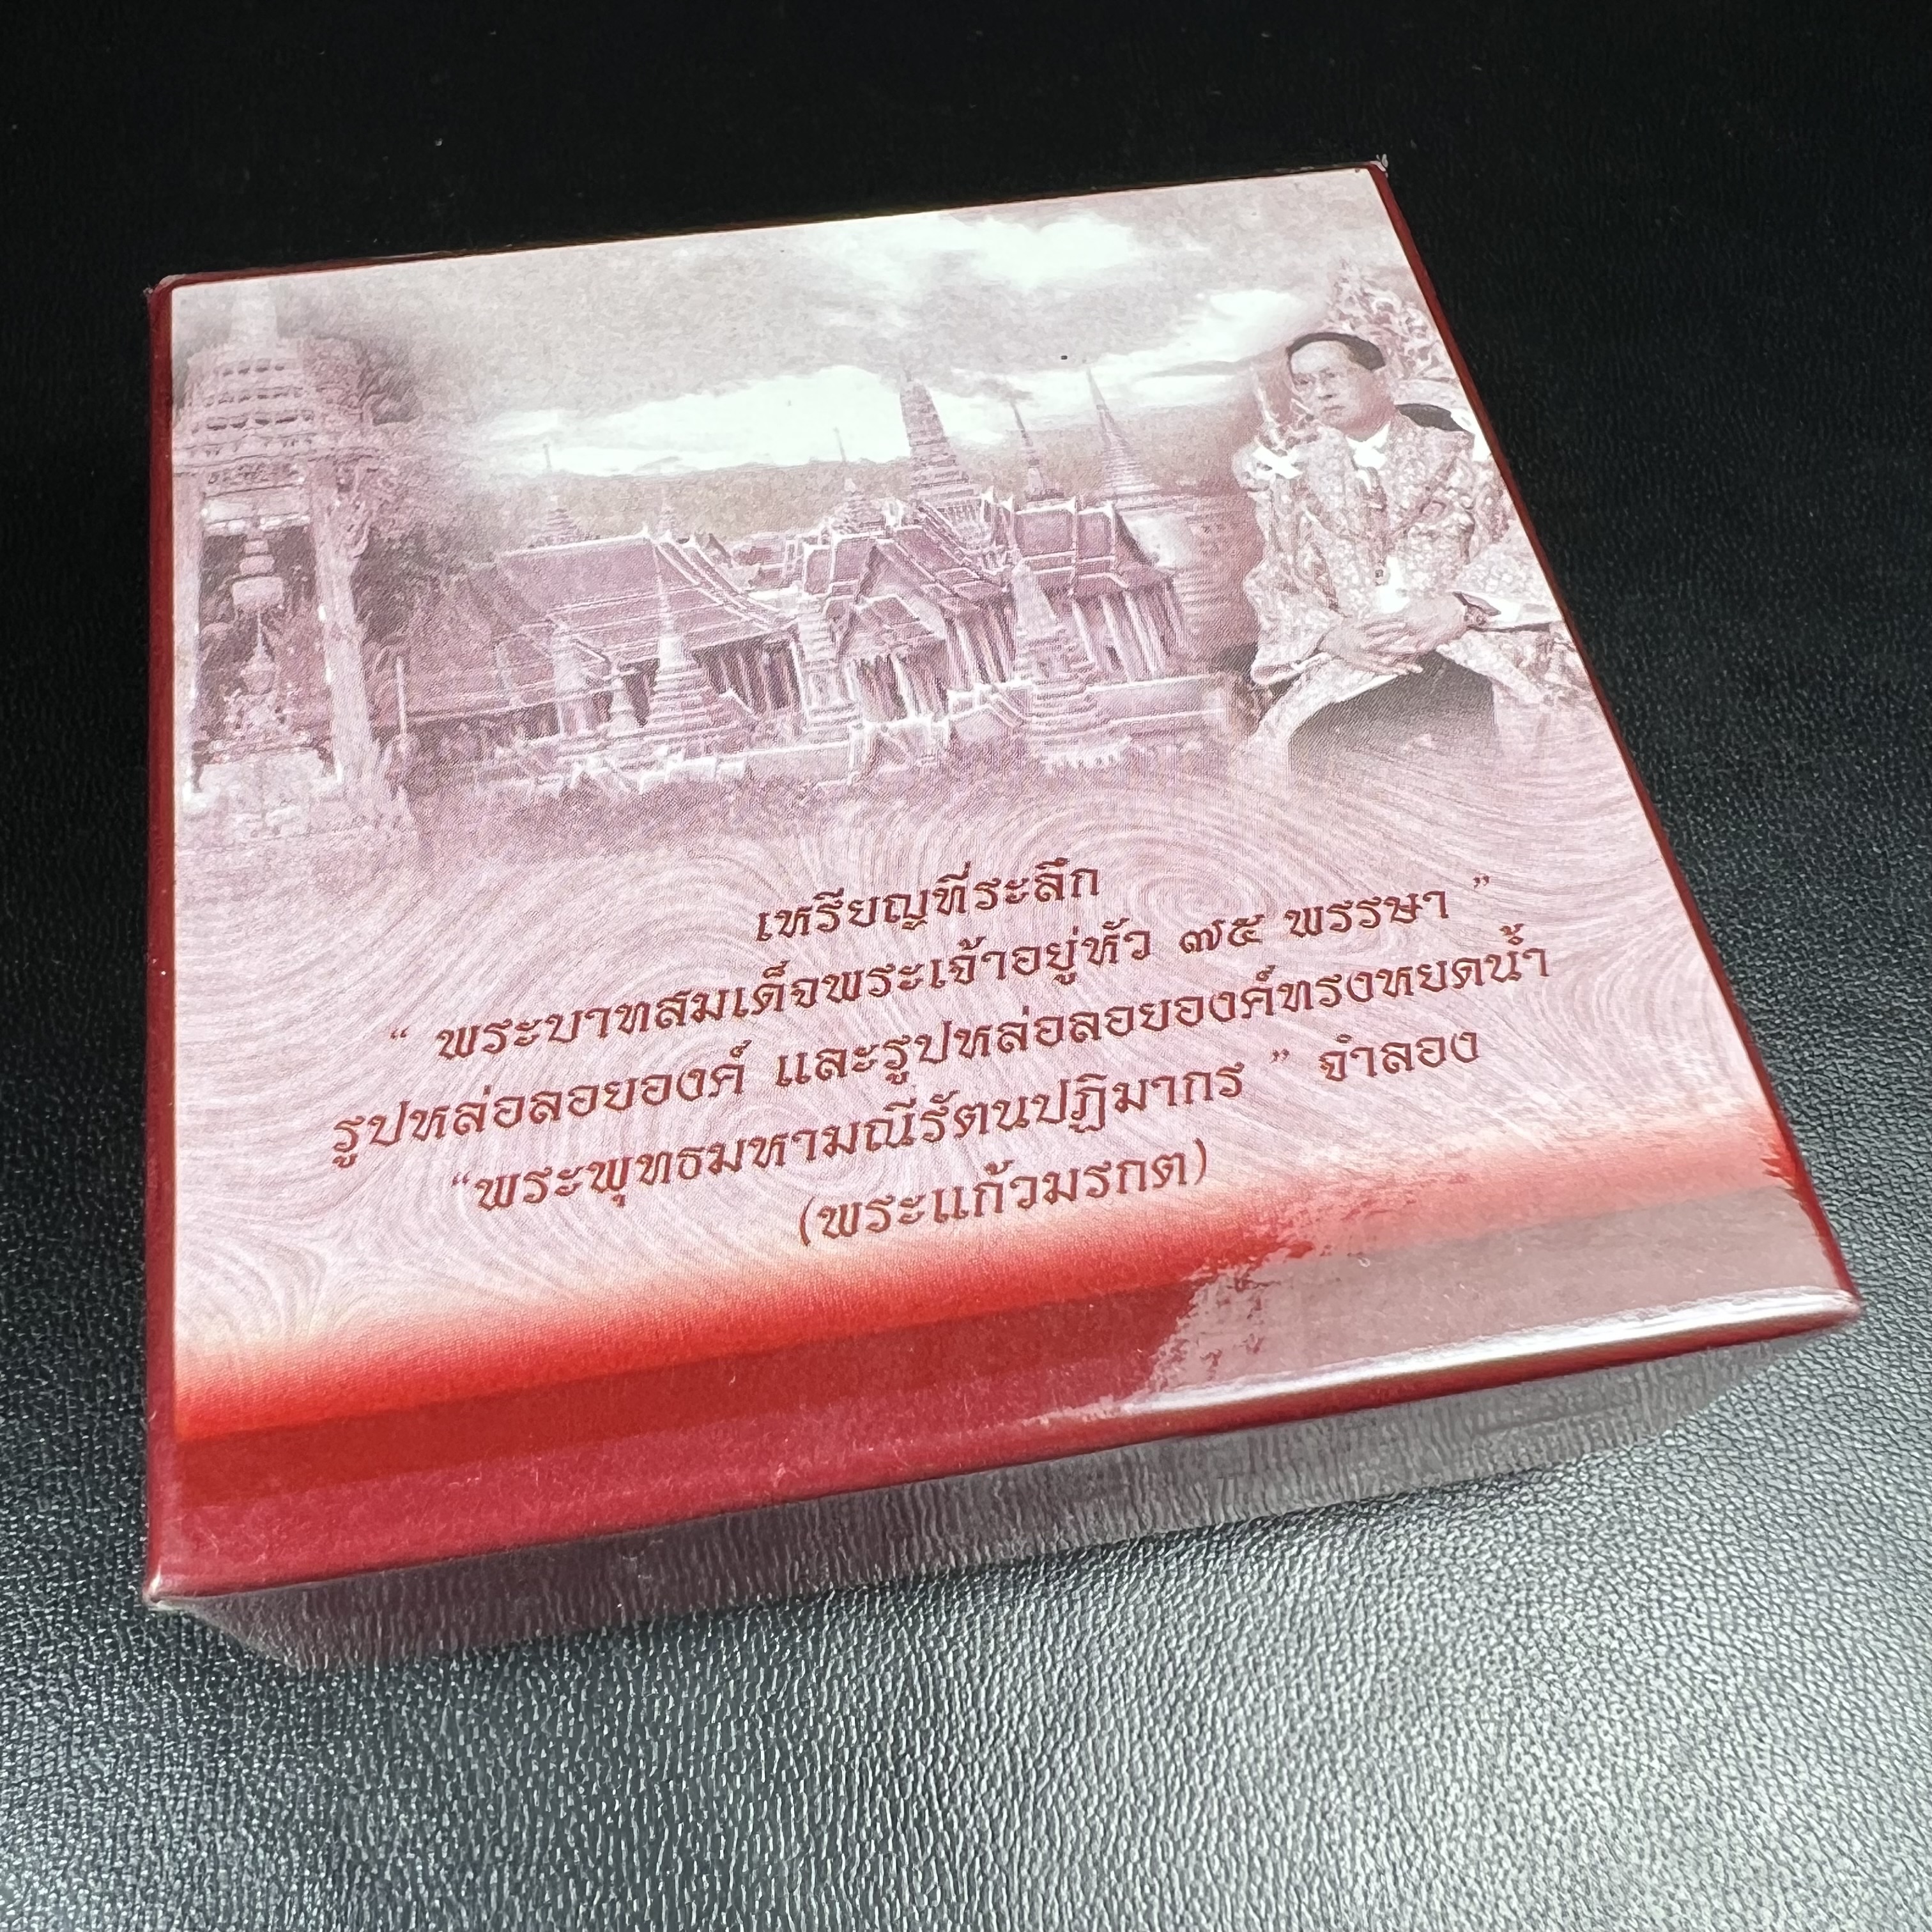 เหรียญที่ระลึก
“ พระบาทสมเด็จพระเจ้าอยู่หัว ๗๕ พรรษา ”
รูปหล่อลอยองค์ และรูปหล่อลอยองค์ทรงหยดน้ำ
“พระพุทธมหามณีรัตนปฏิมากร ” จำลอง
(พระแก้วมรกต)